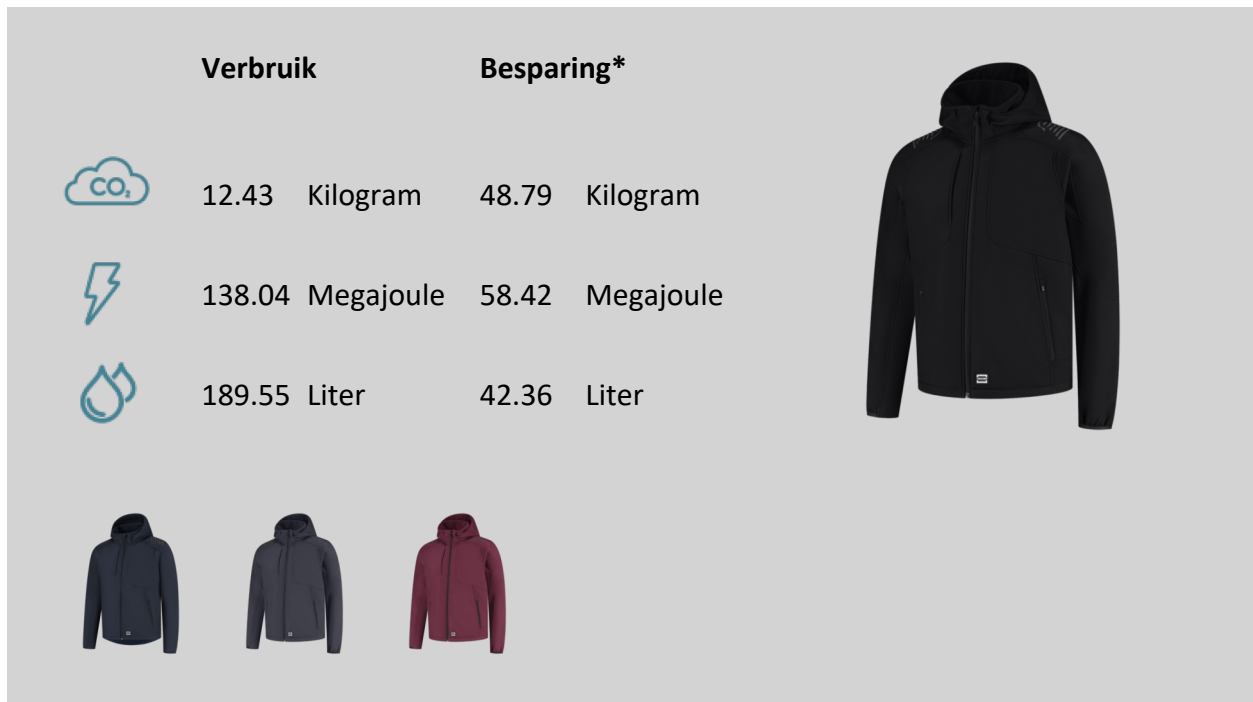 Verbruik Besparing*
CO₂ 12.43 Kilogram 48.79 Kilogram
138.04 Megajoule 58.42 Megajoule
189.55 Liter 42.36 Liter